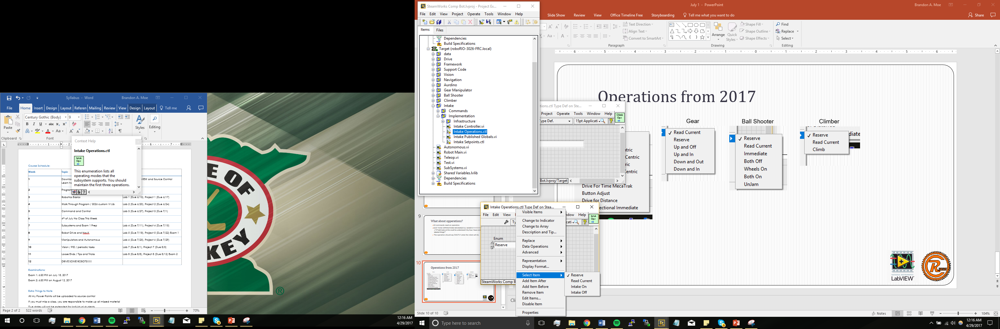 Syllabus - Word
Brandon A. Moe
File Home Insert Design Layout Referen Mailing Review View Design Layout Tell me
Century Gothic (Body) 9
Paste
Styles
Editing
Clipboard
Font
Context Help
Intake Operations.ctl
Intak
Ops
This enumeration lists all
operating modes that the
subsystem supports. You should
maintain the first three operations.
Course Schedule:
Week Topic
1
VIEW and Source Control
2
3 Robotics Basics Lab 1 (Due 6/13), Project 1 (Due 6/17)
4 Walk Through Program / 3026 custom VI Lib Lab 2 (Due 6/20), Project 2 (Due 6/24)
5 Command and Control Lab 3 (Due 6/27), Project 3 (Due 7/1)
6 4th of July No Class This Week
7 Subsystems and Exam 1 Prep Lab 4 (Due 7/11), Project 4 (Due 7/15)
8 Robot Drive and NavX Lab 5 (Due 7/18), Project 5 (Due 7/22) Exam 1
9 Manipulators and Autonomous Lab 6 (Due 7/25), Project 6 (Due 7/29)
10 Vision / PID / periodic tasks Lab 7 (Due 8/1), Project 7 (Due 8/5)
11 Loose Ends / Tips and Tricks Lab 8 (Due 8/8), Project 8 (Due 8/12) Exam 2
12 DRIVE SOME ROBOTS!!!!!
Examinations:
Exam 1: 6:30 PM on July 18, 2017
Exam 2: 6:30 PM on August 12, 2017
Extra Things to Note
All my Power Points will be uploaded to source control
If you must miss a class, you are responsible to make up all missed material
Due dates will not be extended for individual students
Page 2 of 2 522 words 70%
E OF
KEY
®
12:16 AM
4/29/2017
SteamWorks Comp Bot.lvproj - Project Ex...
File Edit View Project Operate Tools Window Help
Items Files
Dependencies
Build Specifications
Target (roboRIO-3026-FRC.local)
data
Drive
Framework
Support Code
Vision
Navigation
Aurdino
Gear Manipulator
Ball Shooter
Climber
Intake
Commands
Implementation
Infrastructure
Intake Controller.vi
Intake Operations.ctl
Intake Published Globals.vi
Intake Setpoints.ctl
Autonomous.vi
Robot Main.vi
Teleop.vi
Test.vi
SubSystems.vi
Shared Variables.lvlib
Dependencies
Build Specifications
July 1 - PowerPoint
Brandon A. Moe
Slide Show Review View Office Timeline Free Storyboarding Tell me what you want to do
Share
Text Direction
Align Text
Convert to SmartArt
Paragraph
Arrange
Quick
Styles
Shape Fill
Shape Outline
Shape Effects
Drawing
Find
Replace
Select
Editing
Operations from 2017
ions.ctl Type Def on Ste...
Project Operate Tools Window Help
Climb
Ops
ype Def. 15pt Applicati
Bot.lvproj/Target
Centric
Drive For Time MecaTrak
Button Adjust
Drive for Distance
ectional Immediate
Gear
Read Current
Reserve
Up and Off
Up and In
Down and Out
Down and In
Ball Shooter
Reserve
Read Current
Immediate
Both Off
Wheels On
Both On
UnJam
Climber
Reserve
Read Current
Climb
9
What about opperations?
All commands need an operation.
The operation should say EXACTLY what the robot will do.
10
Operations from 2017
Intake Operations.ctl Type Def on Stea...
File Edit View
ndow Help
Intak
Ops
Enum
Reserve
SteamWorks Comp B
Visible Items
Change to Indicator
Change to Array
Description and Tip...
Replace
Data Operations
Advanced
Representation
Display Format...
Select Item
Add Item After
Add Item Before
Remove Item
Edit Items...
Disable Item
Properties
Reserve
Read Current
Intake On
Intake Off
NATIONAL INSTRUMENTS
LabVIEW
Slide 10 of 10
Notes
104%
Type here to search
12:16 AM
4/29/2017